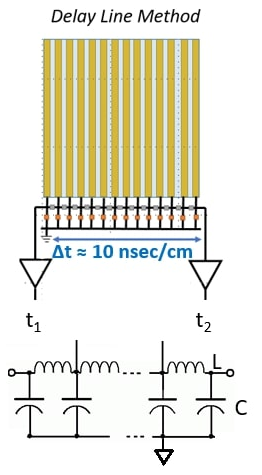 Delay Line Method
Δt ≈ 10 nsec/cm
t₁ t₂
L
C